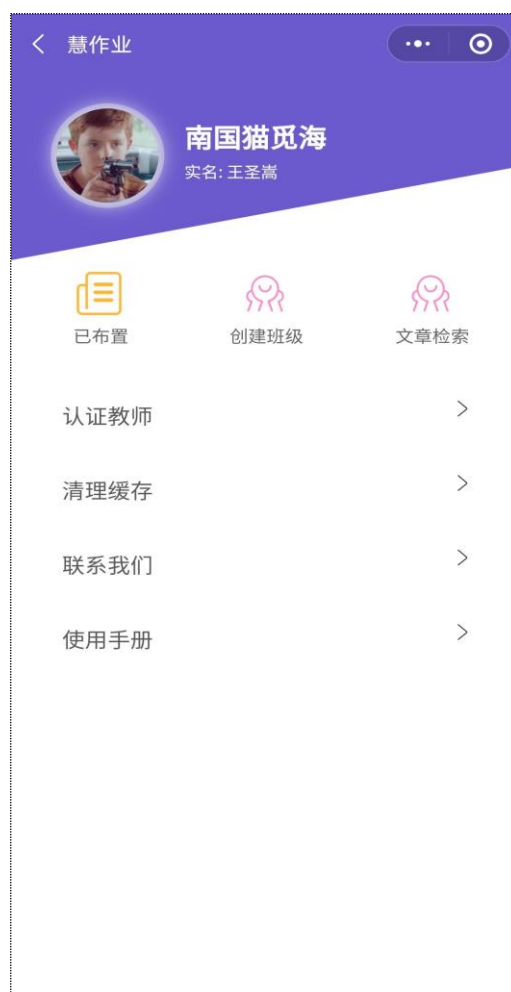 慧作业
南国猫觅海
实名: 王圣嵩
已布置
创建班级
文章检索
认证教师
清理缓存
联系我们
使用手册